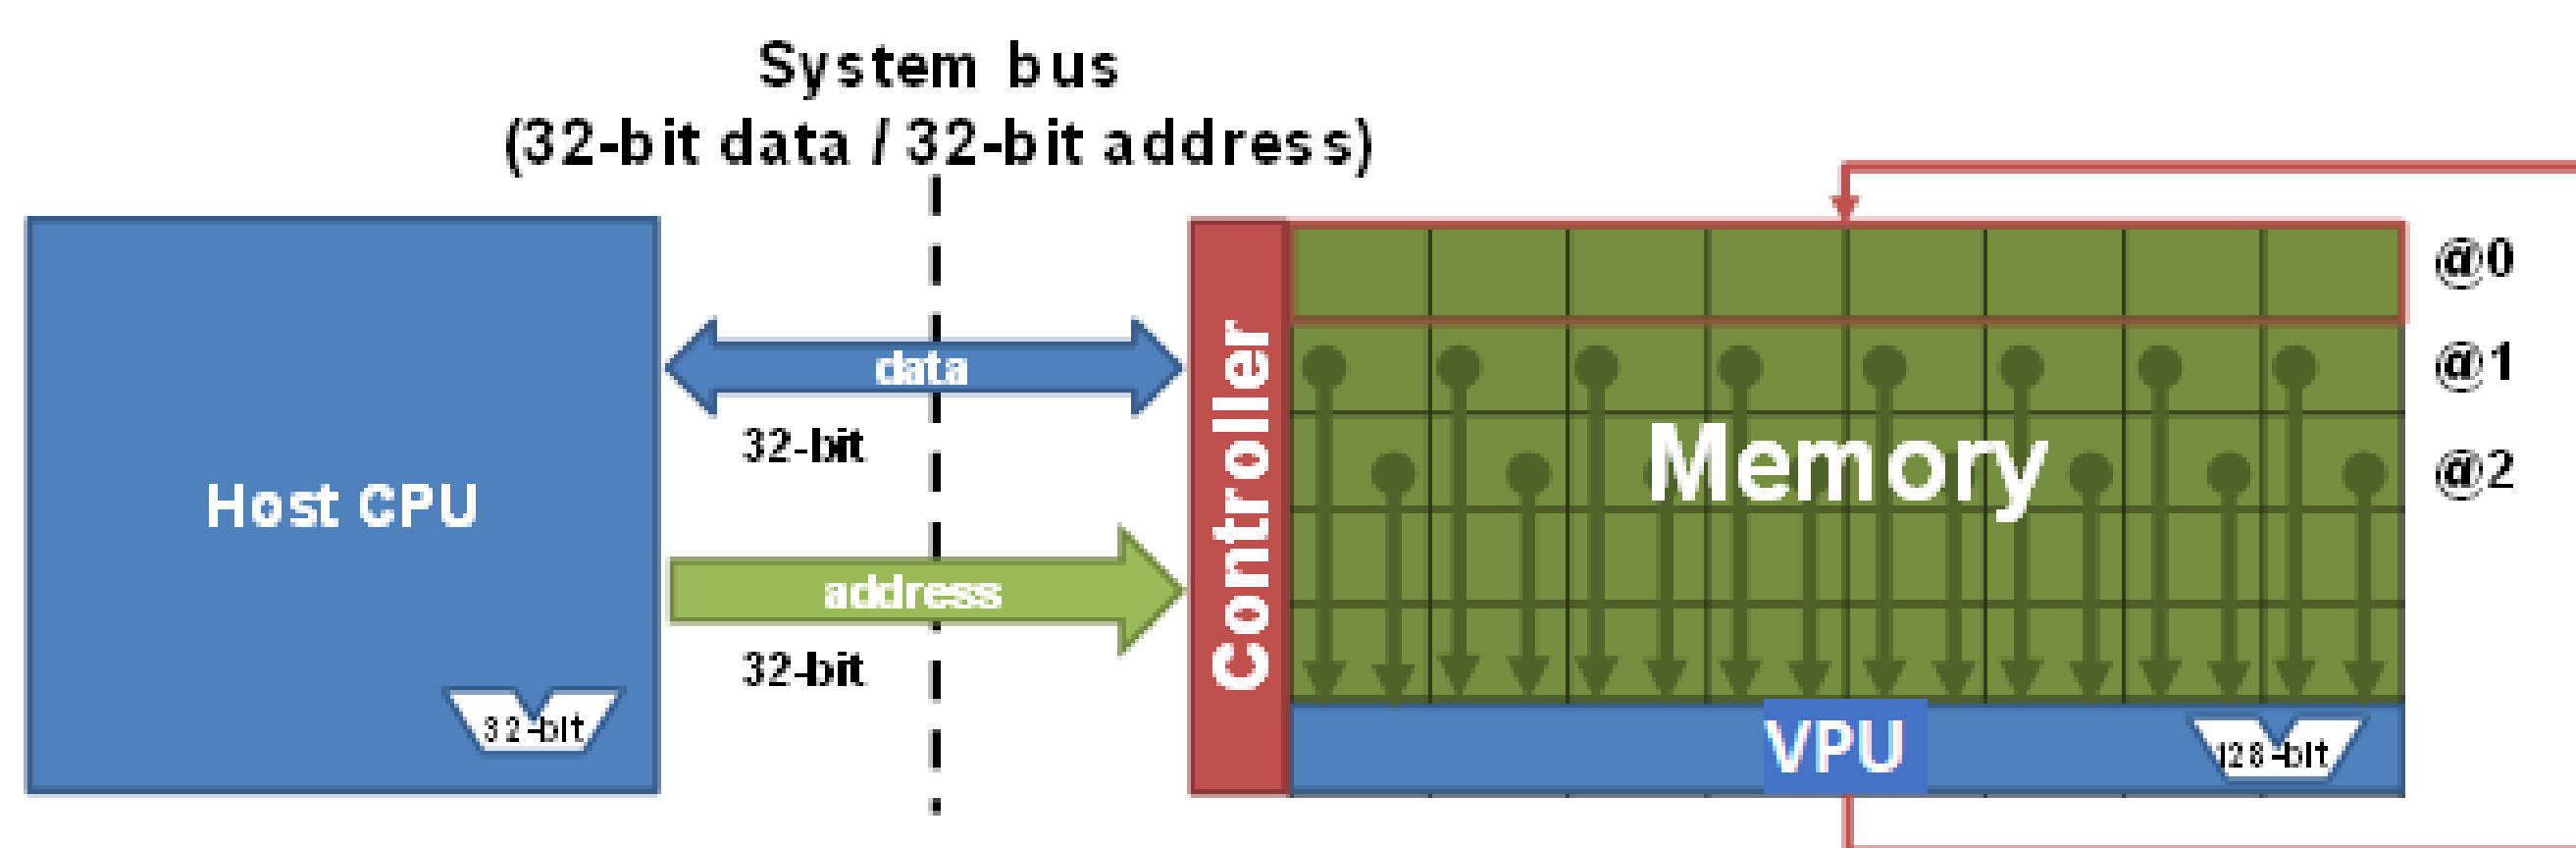 System bus
(32-bit data / 32-bit address)
@0
@1
@2
data
32-bit
address
32-bit
Host CPU
32-bit
Controller
Memory
VPU
128-bit